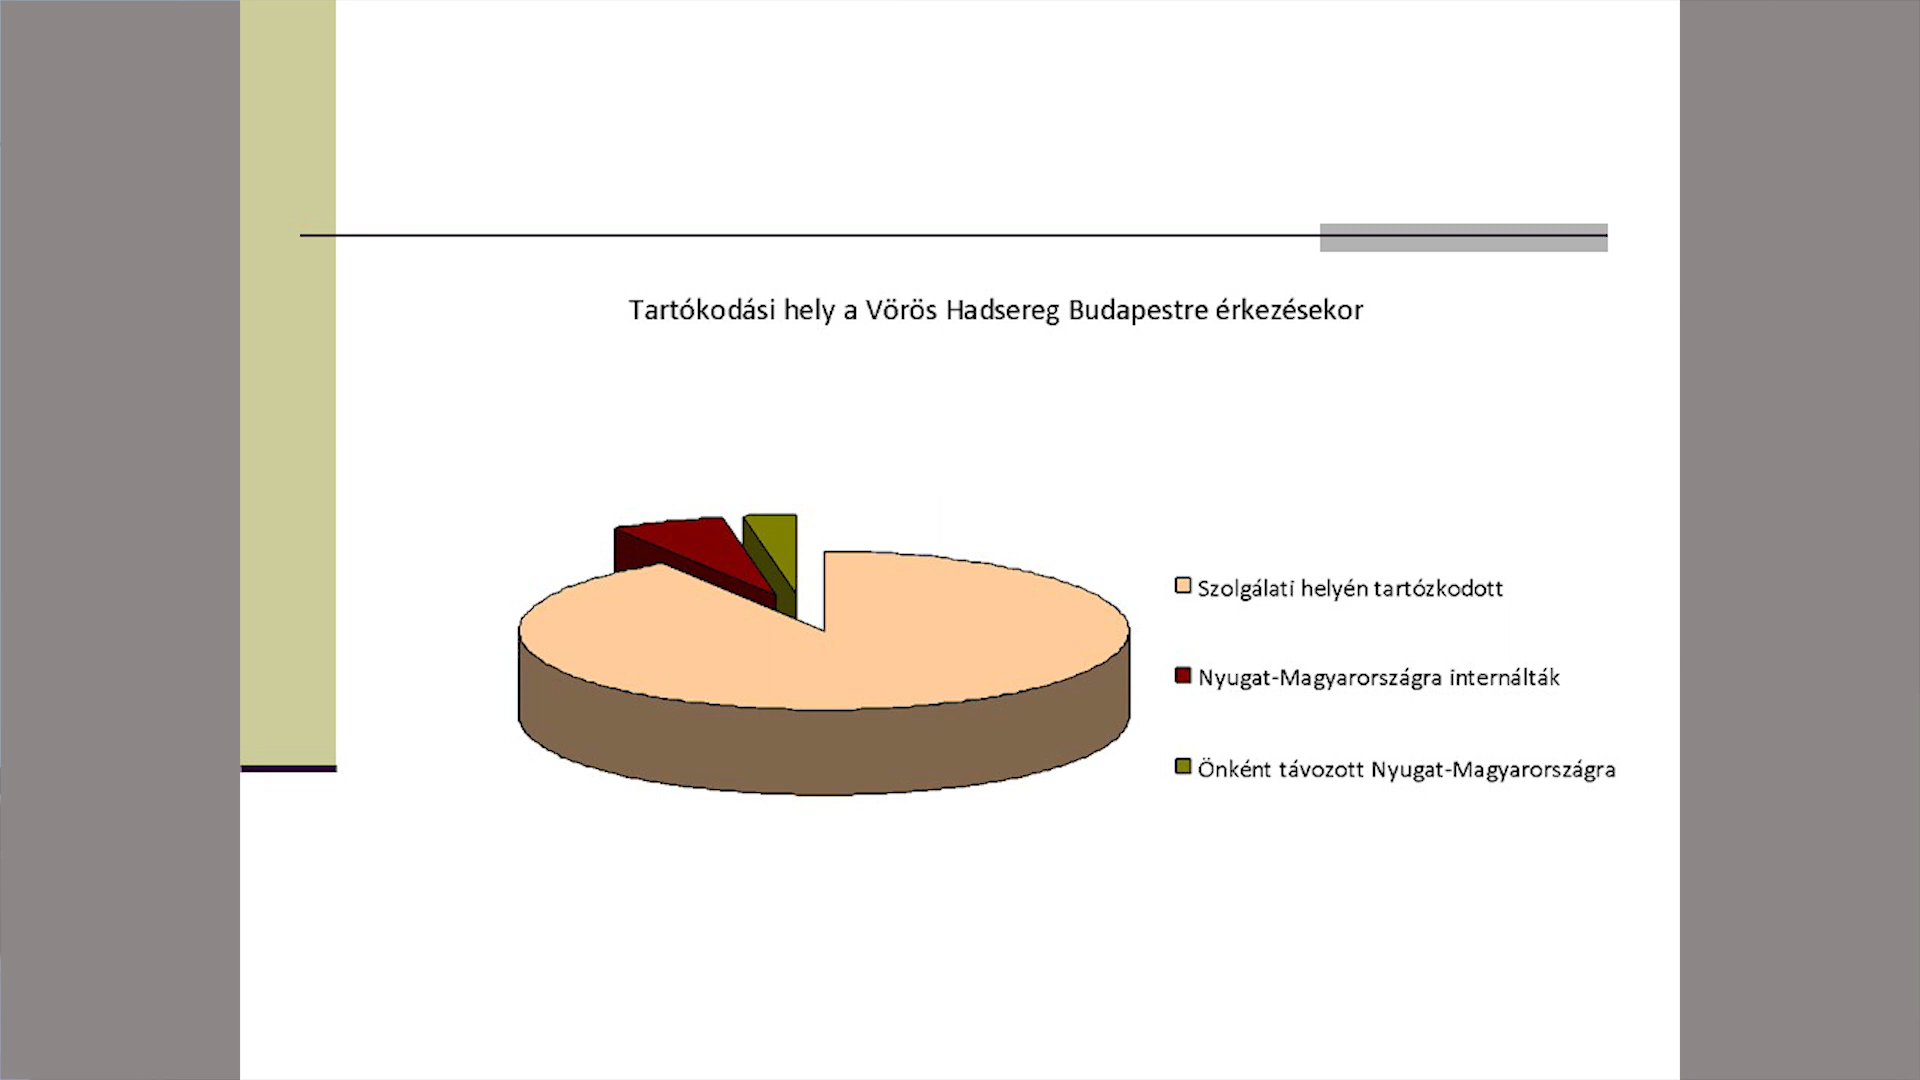 Tartókodási hely a Vörös Hadsereg Budapestre érkezésekor
Szolgálati helyén tartózkodott
Nyugat-Magyarországra internálták
Önként távozott Nyugat-Magyarországra